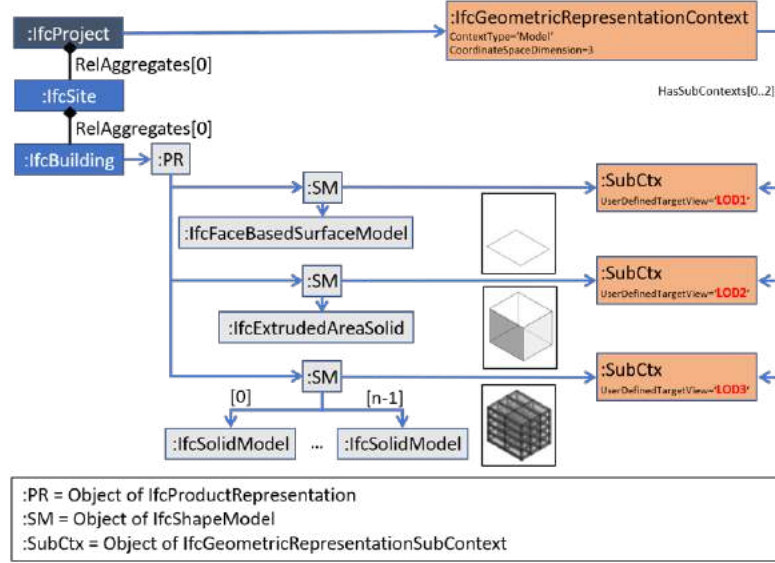 :IfcProject
:IfcGeometricRepresentationContext
ContextType='Model'
CoordinateSpaceDimension=3
RelAggregates[0]
:IfcSite
HasSubContexts[0..2]
RelAggregates[0]
:IfcBuilding
:PR
:SM
:SubCtx
UserDefinedTargetView='LOD1'
:IfcFaceBasedSurfaceModel
:SM
:SubCtx
UserDefinedTargetView='LOD2'
:IfcExtrudedAreaSolid
:SM
:SubCtx
UserDefinedTargetView='LOD3'
[0]
[n-1]
:IfcSolidModel
...
:IfcSolidModel
:PR = Object of IfcProductRepresentation
:SM = Object of IfcShapeModel
:SubCtx = Object of IfcGeometricRepresentationSubContext